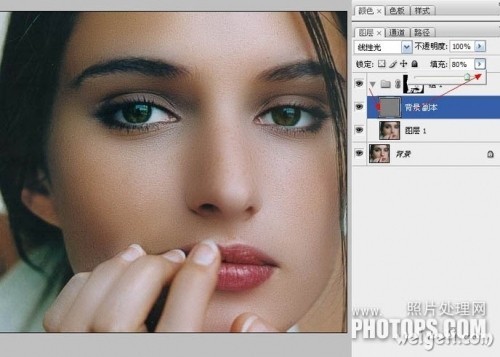 颜色 × 色板 样式
图层 × 通道 路径
线性光 不透明度: 100%
锁定: 填充: 80%
背景 副本
图层 1
背景
照片处理网
www.
PHOTOPS.COM